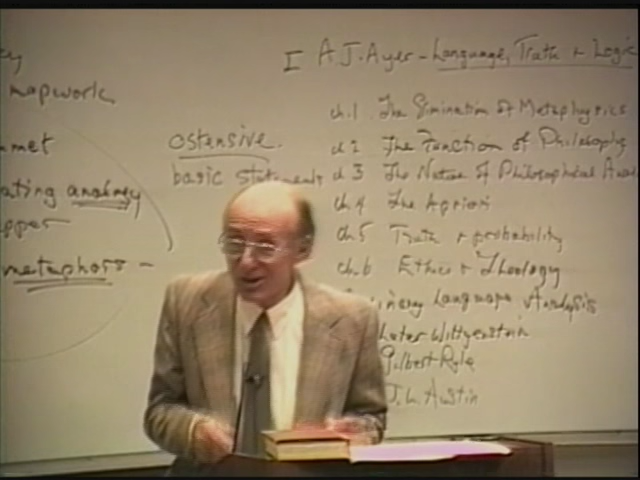 mapwork
ating analogy
metaphors -
ostensive
basic statements
I A.J. Ayer - Language, Truth + Logic
ch.1 The Elimination of Metaphysics
ch 2 The Function of Philosophy
ch 3 The Nature of Philosophical Ana
ch 4 The Apriori
ch. 5 Truth + probability
ch. 6 Ethics + Theology
Language Analysis
Later Wittgenstein
Gilbert Ryle
J.L. Austin